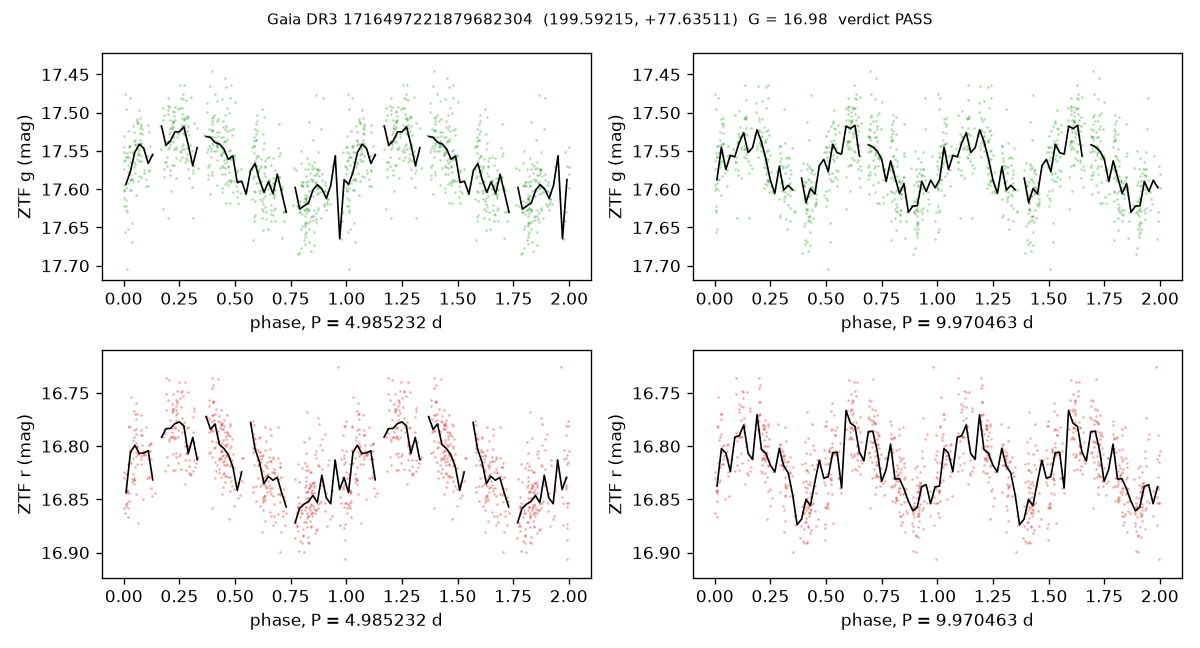 Gaia DR3 1716497221879682304 (199.59215, +77.63511) G = 16.98 verdict PASS
ZTF g (mag)
17.45
17.50
17.55
17.60
17.65
17.70
0.00 0.25 0.50 0.75 1.00 1.25 1.50 1.75 2.00
phase, P = 4.985232 d
ZTF g (mag)
17.45
17.50
17.55
17.60
17.65
17.70
0.00 0.25 0.50 0.75 1.00 1.25 1.50 1.75 2.00
phase, P = 9.970463 d
ZTF r (mag)
16.75
16.80
16.85
16.90
0.00 0.25 0.50 0.75 1.00 1.25 1.50 1.75 2.00
phase, P = 4.985232 d
ZTF r (mag)
16.75
16.80
16.85
16.90
0.00 0.25 0.50 0.75 1.00 1.25 1.50 1.75 2.00
phase, P = 9.970463 d